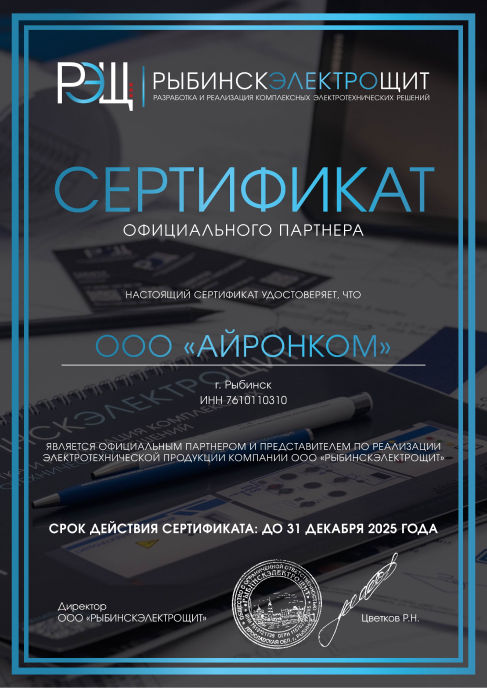 РЭЩ
РЫБИНСКЭЛЕКТРОЩИТ
РАЗРАБОТКА И РЕАЛИЗАЦИЯ КОМПЛЕКСНЫХ ЭЛЕКТРОТЕХНИЧЕСКИХ РЕШЕНИЙ
СЕРТИФИКАТ
ОФИЦИАЛЬНОГО ПАРТНЕРА
НАСТОЯЩИЙ СЕРТИФИКАТ УДОСТОВЕРЯЕТ, ЧТО
ООО «АЙРОНКОМ»
г. Рыбинск
ИНН 7610110310
ЯВЛЯЕТСЯ ОФИЦИАЛЬНЫМ ПАРТНЕРОМ И ПРЕДСТАВИТЕЛЕМ ПО РЕАЛИЗАЦИИ
ЭЛЕКТРОТЕХНИЧЕСКОЙ ПРОДУКЦИИ КОМПАНИИ ООО «РЫБИНСКЭЛЕКТРОЩИТ»
СРОК ДЕЙСТВИЯ СЕРТИФИКАТА: ДО 31 ДЕКАБРЯ 2025 ГОДА
Директор
ООО «РЫБИНСКЭЛЕКТРОЩИТ»
РЫБИНСКЭЛЕКТРОЩИТ
Цветков Р.Н.